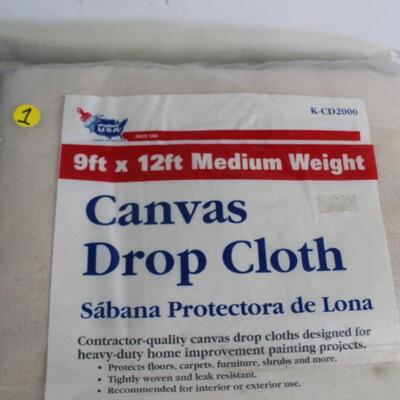 1
USA
K-CD2000
9ft x 12ft Medium Weight
Canvas
Drop Cloth
Sábana Protectora de Lona
Contractor-quality canvas drop cloths designed for
heavy-duty home improvement painting projects.
• Protects floors, carpets, furniture, shrubs and more.
• Tightly woven and leak resistant.
• Recommended for interior or exterior use.